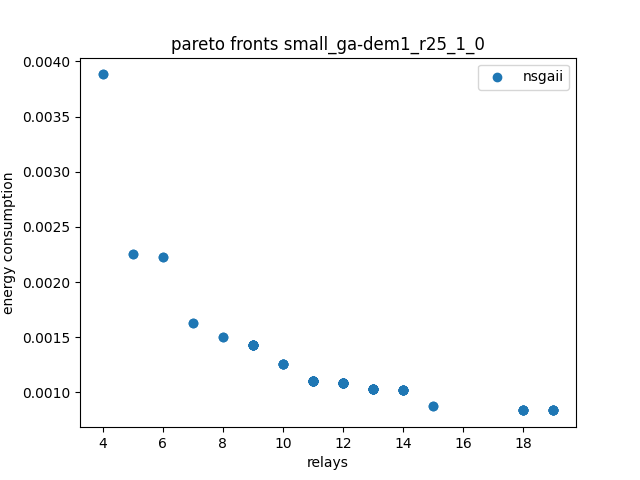 pareto fronts small_ga-dem1_r25_1_0
nsgaii
0.0040
0.0035
0.0030
0.0025
0.0020
0.0015
0.0010
energy consumption
4 6 8 10 12 14 16 18
relays